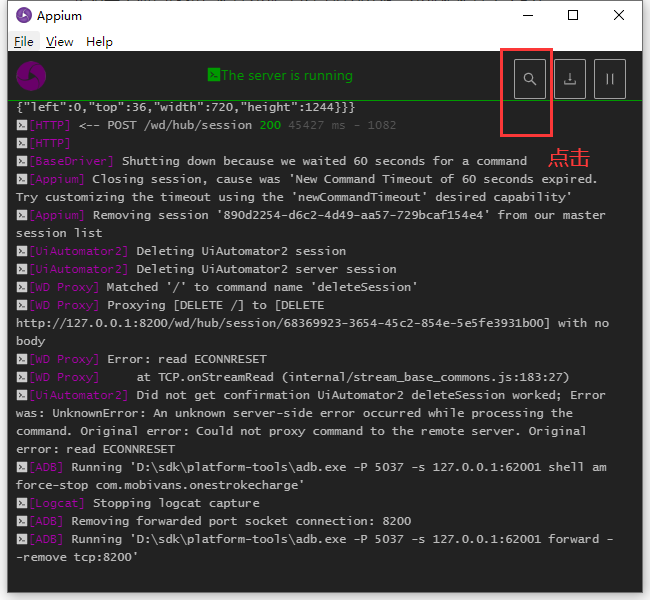 Appium
File View Help
The server is running
{"left":0,"top":36,"width":720,"height":1244}}}
[HTTP] <-- POST /wd/hub/session 200 45427 ms - 1082
[HTTP]
[BaseDriver] Shutting down because we waited 60 seconds for a command
点击
[Appium] Closing session, cause was 'New Command Timeout of 60 seconds expired.
Try customizing the timeout using the 'newCommandTimeout' desired capability'
[Appium] Removing session '890d2254-d6c2-4d49-aa57-729bcaf154e4' from our master
session list
[UiAutomator2] Deleting UiAutomator2 session
[UiAutomator2] Deleting UiAutomator2 server session
[WD Proxy] Matched '/' to command name 'deleteSession'
[WD Proxy] Proxying [DELETE /] to [DELETE
http://127.0.0.1:8200/wd/hub/session/68369923-3654-45c2-854e-5e5fe3931b00] with no
body
[WD Proxy] Error: read ECONNRESET
[WD Proxy] at TCP.onStreamRead (internal/stream_base_commons.js:183:27)
[UiAutomator2] Did not get confirmation UiAutomator2 deleteSession worked; Error
was: UnknownError: An unknown server-side error occurred while processing the
command. Original error: Could not proxy command to the remote server. Original
error: read ECONNRESET
[ADB] Running 'D:\sdk\platform-tools\adb.exe -P 5037 -s 127.0.0.1:62001 shell am
force-stop com.mobivans.onestrokecharge'
[Logcat] Stopping logcat capture
[ADB] Removing forwarded port socket connection: 8200
[ADB] Running 'D:\sdk\platform-tools\adb.exe -P 5037 -s 127.0.0.1:62001 forward -
-remove tcp:8200'